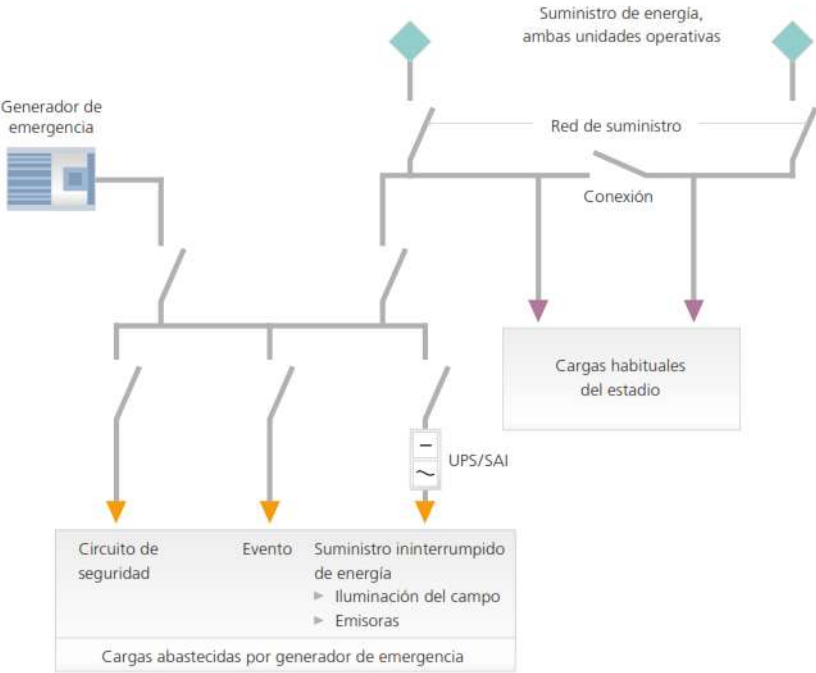 Suministro de energía,
ambas unidades operativas
Generador de
emergencia
Red de suministro
Conexión
Cargas habituales
del estadio
UPS/SAI
Circuito de
seguridad
Evento
Suministro ininterrumpido
de energía
► Iluminación del campo
► Emisoras
Cargas abastecidas por generador de emergencia